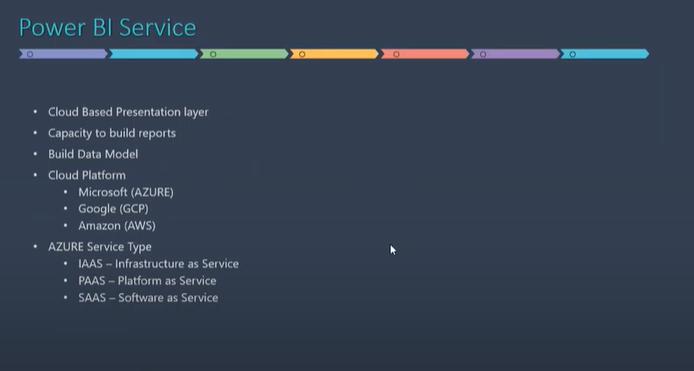 Power BI Service
• Cloud Based Presentation layer
• Capacity to build reports
• Build Data Model
• Cloud Platform
• Microsoft (AZURE)
• Google (GCP)
• Amazon (AWS)
• AZURE Service Type
• IAAS – Infrastructure as Service
• PAAS – Platform as Service
• SAAS – Software as Service